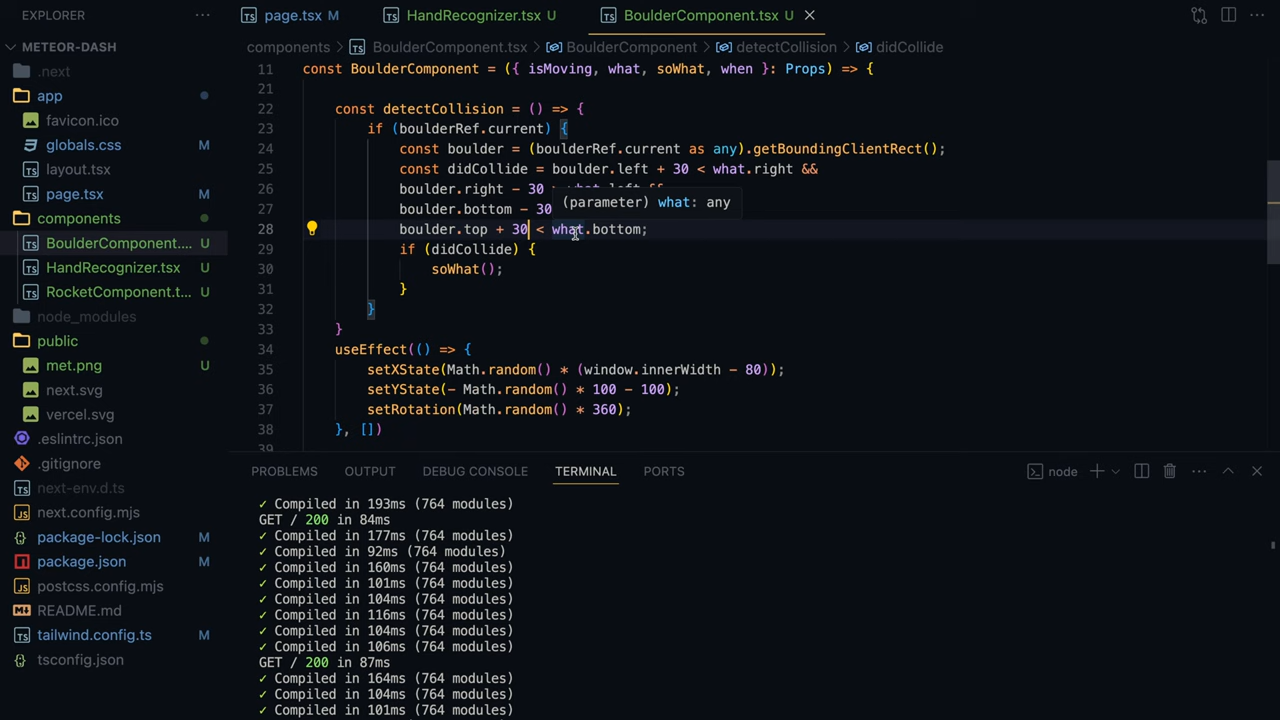 EXPLORER
METEOR-DASH
.next
app
favicon.ico
globals.css M
layout.tsx
page.tsx M
components
BoulderComponent.... U
HandRecognizer.tsx U
RocketComponent.t... U
node_modules
public
met.png U
next.svg
vercel.svg
.eslintrc.json
.gitignore
next-env.d.ts
next.config.mjs
package-lock.json M
package.json M
postcss.config.mjs
README.md
tailwind.config.ts M
tsconfig.json
page.tsx M HandRecognizer.tsx U BoulderComponent.tsx U
components > BoulderComponent.tsx > BoulderComponent > detectCollision > didCollide
11 const BoulderComponent = ({ isMoving, what, soWhat, when }: Props) => {
21
22 const detectCollision = () => {
23 if (boulderRef.current) {
24 const boulder = (boulderRef.current as any).getBoundingClientRect();
25 const didCollide = boulder.left + 30 < what.right &&
26 boulder.right - 30
27 boulder.bottom - 30
(parameter) what: any
28 boulder.top + 30 < what.bottom;
29 if (didCollide) {
30 soWhat();
31 }
32 }
33 }
34 useEffect(() => {
35 setXState(Math.random() * (window.innerWidth - 80));
36 setYState(- Math.random() * 100 - 100);
37 setRotation(Math.random() * 360);
38 }, [])
39
PROBLEMS OUTPUT DEBUG CONSOLE TERMINAL PORTS
node
✓ Compiled in 193ms (764 modules)
GET / 200 in 84ms
✓ Compiled in 177ms (764 modules)
✓ Compiled in 92ms (764 modules)
✓ Compiled in 160ms (764 modules)
✓ Compiled in 101ms (764 modules)
✓ Compiled in 104ms (764 modules)
✓ Compiled in 116ms (764 modules)
✓ Compiled in 104ms (764 modules)
✓ Compiled in 106ms (764 modules)
GET / 200 in 87ms
✓ Compiled in 164ms (764 modules)
✓ Compiled in 104ms (764 modules)
✓ Compiled in 101ms (764 modules)